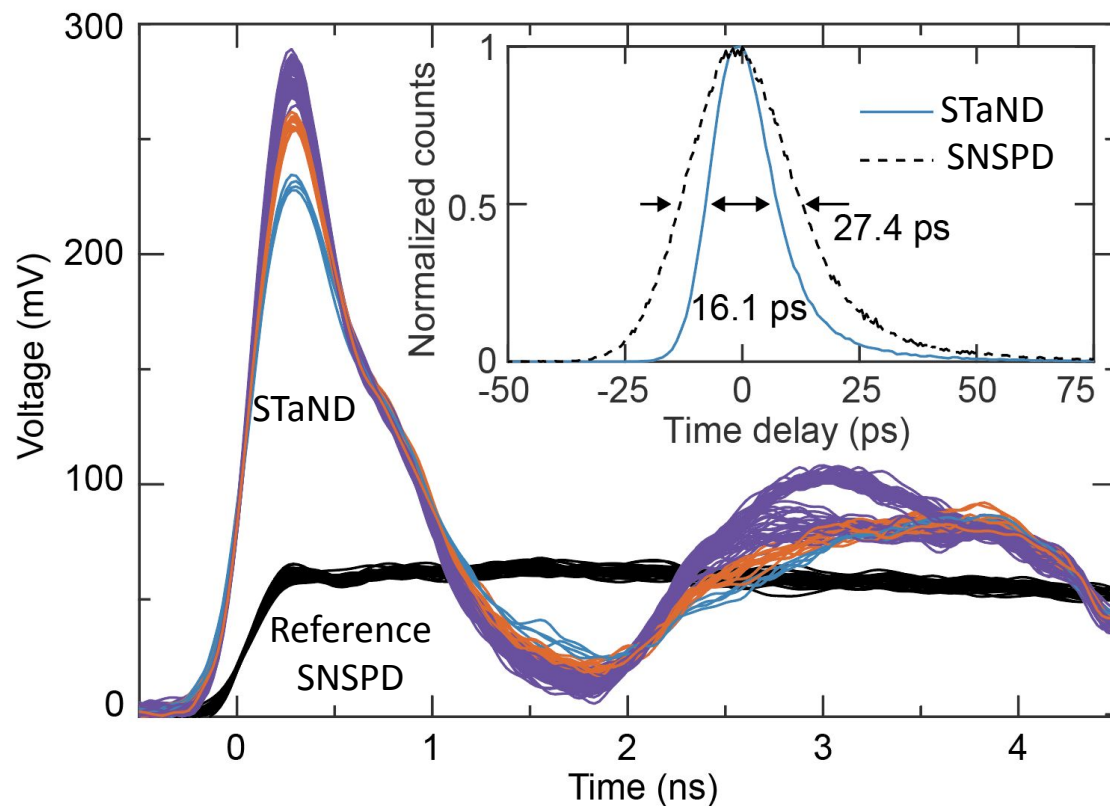 300
200
100
0
Voltage (mV)
0 1 2 3 4
Time (ns)
STaND
Reference
SNSPD
1
0.5
0
Normalized counts
-50 -25 0 25 50 75
Time delay (ps)
STaND
SNSPD
27.4 ps
16.1 ps